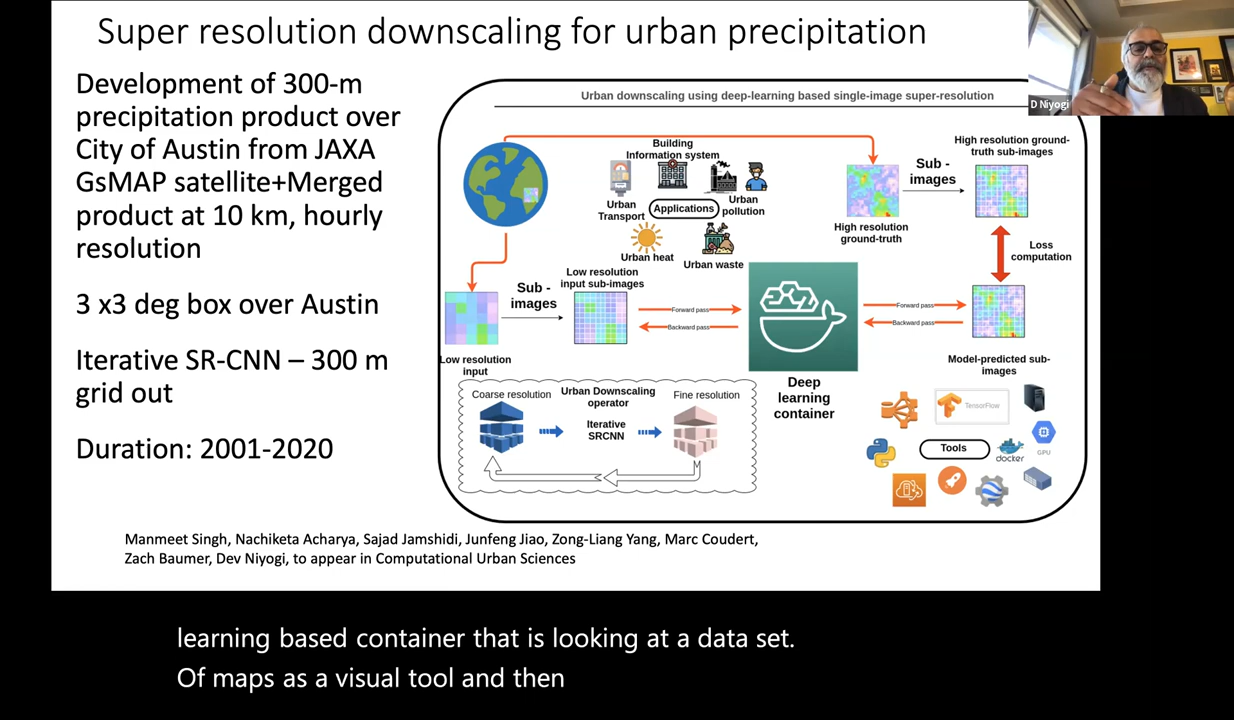 Super resolution downscaling for urban precipitation
Development of 300-m
precipitation product over
City of Austin from JAXA
GsMAP satellite+Merged
product at 10 km, hourly
resolution
3 x3 deg box over Austin
Iterative SR-CNN – 300 m
grid out
Duration: 2001-2020
D Niyogi
Urban downscaling using deep-learning based single-image super-resolution
Building
Information system
Urban
Transport
Applications
Urban
pollution
Urban heat
Urban waste
High resolution
ground-truth
Sub -
images
High resolution ground-
truth sub-images
Loss
computation
Low resolution
input
Sub -
images
Low resolution
input sub-images
Forward pass
Backward pass
Deep
learning
container
Forward pass
Backward pass
Model-predicted sub-
images
Coarse resolution
Urban Downscaling
operator
Iterative
SRCNN
Fine resolution
TensorFlow
Tools
docker
GPU
Manmeet Singh, Nachiketa Acharya, Sajad Jamshidi, Junfeng Jiao, Zong-Liang Yang, Marc Coudert,
Zach Baumer, Dev Niyogi, to appear in Computational Urban Sciences
learning based container that is looking at a data set.
Of maps as a visual tool and then